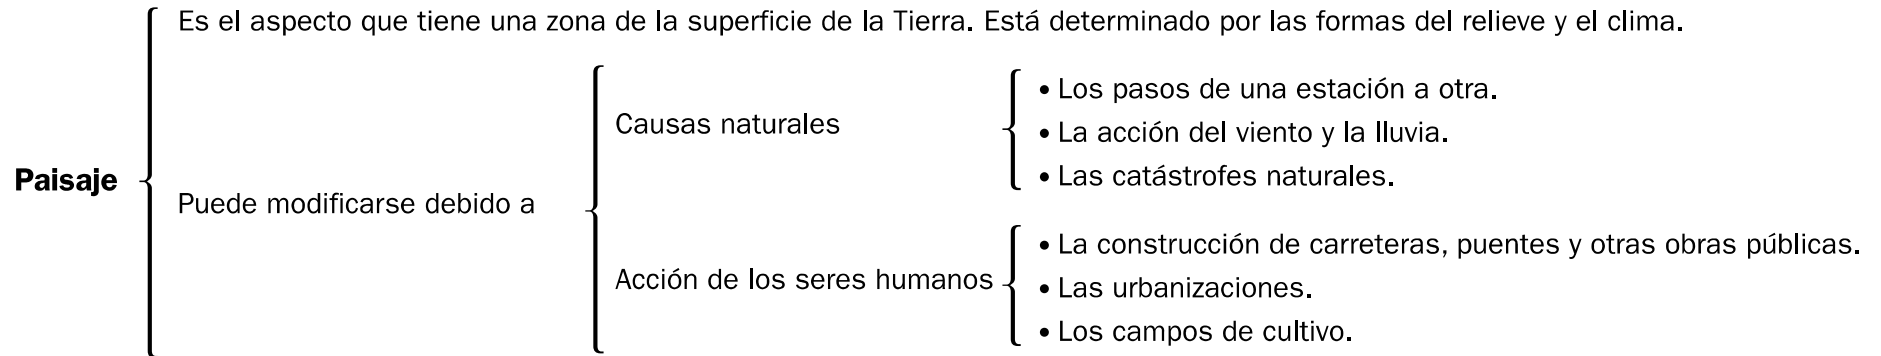 Es el aspecto que tiene una zona de la superficie de la Tierra. Está determinado por las formas del relieve y el clima.
Paisaje
Puede modificarse debido a
Causas naturales
• Los pasos de una estación a otra.
• La acción del viento y la lluvia.
• Las catástrofes naturales.
Acción de los seres humanos
• La construcción de carreteras, puentes y otras obras públicas.
• Las urbanizaciones.
• Los campos de cultivo.